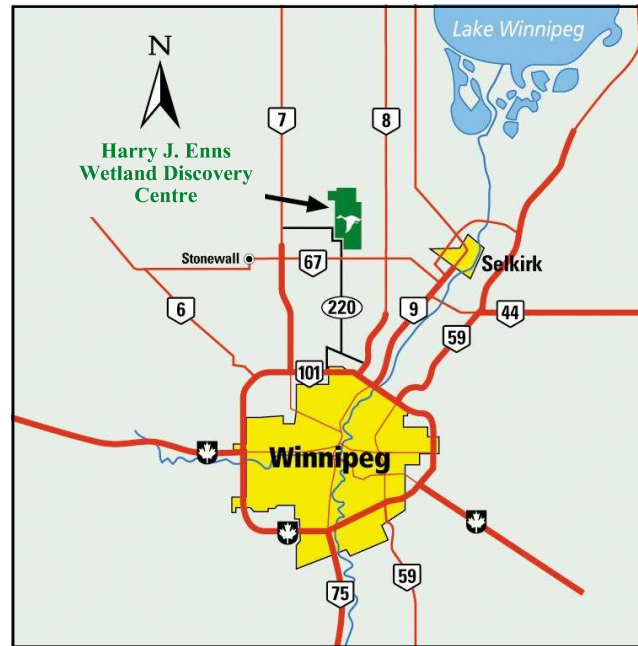 Lake Winnipeg
N
7
8
Harry J. Enns
Wetland Discovery
Centre
Stonewall
67
Selkirk
6
220
9
44
59
101
Winnipeg
59
75